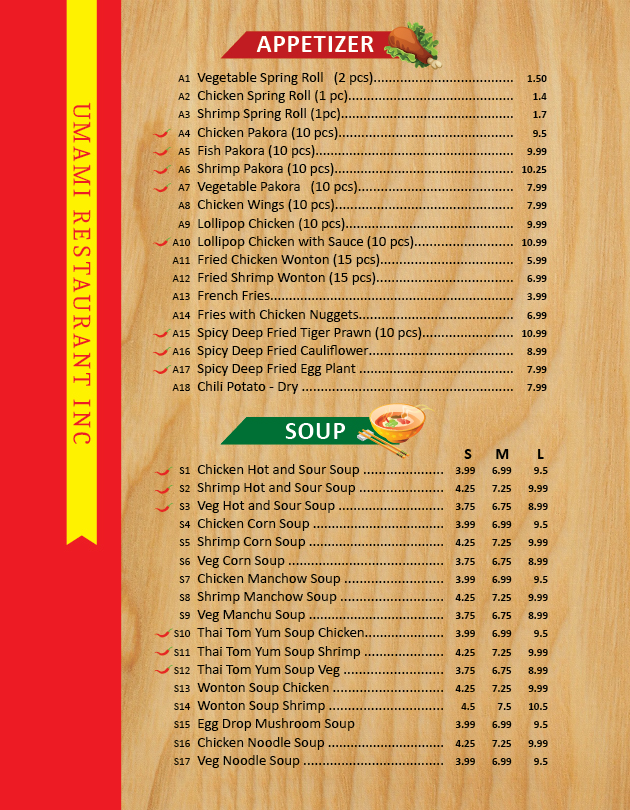 UMAMI RESTAURANT INC
APPETIZER
A1 Vegetable Spring Roll (2 pcs)................................... 1.50
A2 Chicken Spring Roll (1 pc)......................................... 1.4
A3 Shrimp Spring Roll (1pc)........................................... 1.7
A4 Chicken Pakora (10 pcs)............................................ 9.5
A5 Fish Pakora (10 pcs)................................................. 9.99
A6 Shrimp Pakora (10 pcs)............................................. 10.25
A7 Vegetable Pakora (10 pcs)....................................... 7.99
A8 Chicken Wings (10 pcs)............................................. 7.99
A9 Lollipop Chicken (10 pcs).......................................... 9.99
A10 Lollipop Chicken with Sauce (10 pcs)......................... 10.99
A11 Fried Chicken Wonton (15 pcs)................................. 5.99
A12 Fried Shrimp Wonton (15 pcs).................................. 6.99
A13 French Fries............................................................. 3.99
A14 Fries with Chicken Nuggets....................................... 6.99
A15 Spicy Deep Fried Tiger Prawn (10 pcs)....................... 10.99
A16 Spicy Deep Fried Cauliflower.................................... 8.99
A17 Spicy Deep Fried Egg Plant ....................................... 7.99
A18 Chili Potato - Dry ..................................................... 7.99
SOUP
S M L
S1 Chicken Hot and Sour Soup .................... 3.99 6.99 9.5
S2 Shrimp Hot and Sour Soup ...................... 4.25 7.25 9.99
S3 Veg Hot and Sour Soup .......................... 3.75 6.75 8.99
S4 Chicken Corn Soup ................................. 3.99 6.99 9.5
S5 Shrimp Corn Soup ................................... 4.25 7.25 9.99
S6 Veg Corn Soup ....................................... 3.75 6.75 8.99
S7 Chicken Manchow Soup ......................... 3.99 6.99 9.5
S8 Shrimp Manchow Soup ........................... 4.25 7.25 9.99
S9 Veg Manchu Soup .................................. 3.75 6.75 8.99
S10 Thai Tom Yum Soup Chicken.................... 3.99 6.99 9.5
S11 Thai Tom Yum Soup Shrimp .................... 4.25 7.25 9.99
S12 Thai Tom Yum Soup Veg ......................... 3.75 6.75 8.99
S13 Wonton Soup Chicken ............................ 4.25 7.25 9.99
S14 Wonton Soup Shrimp ............................. 4.5 7.5 10.5
S15 Egg Drop Mushroom Soup 3.99 6.99 9.5
S16 Chicken Noodle Soup ............................. 4.25 7.25 9.99
S17 Veg Noodle Soup ................................... 3.99 6.99 9.5